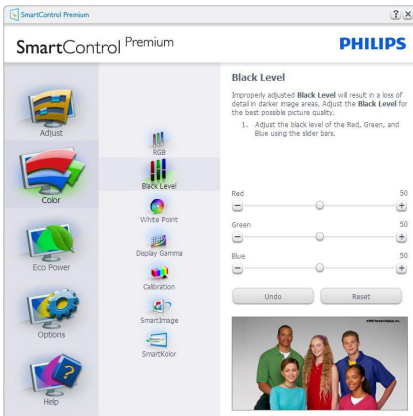 SmartControl Premium
SmartControl Premium
PHILIPS
Adjust
Color
Eco Power
Options
Help
RGB
Black Level
White Point
Display Gamma
Calibration
SmartImage
SmartKolor
Black Level
Improperly adjusted Black Level will result in a loss of
detail in darker image areas. Adjust the Black Level for
the best possible picture quality.
1. Adjust the black level of the Red, Green, and
Blue using the slider bars.
Red 50
Green 50
Blue 50
Undo
Reset